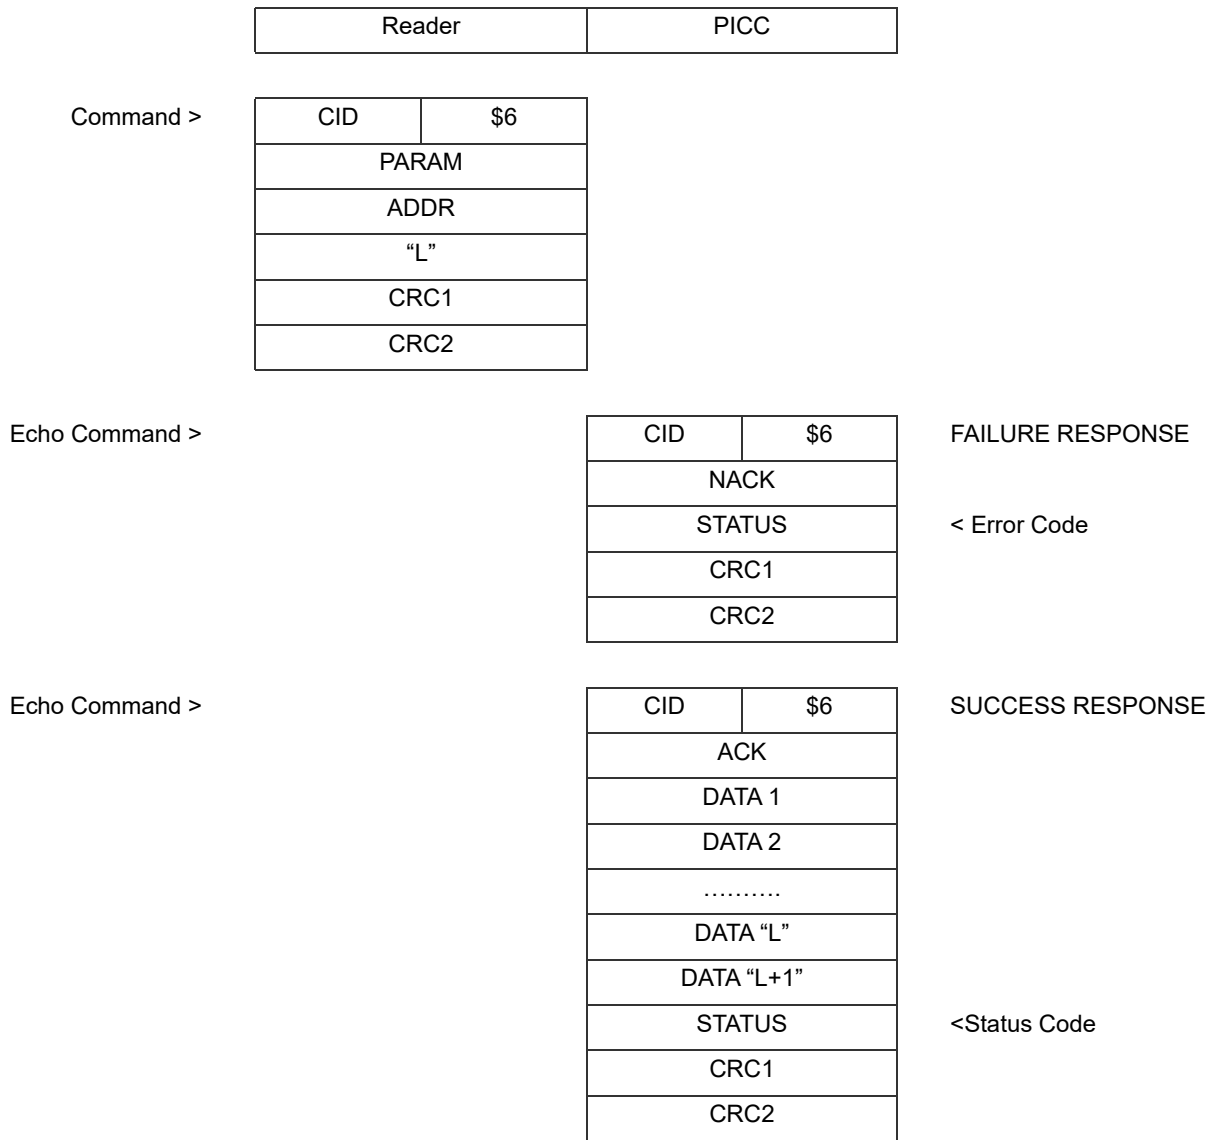 Reader PICC
Command > CID $6
PARAM
ADDR
“L”
CRC1
CRC2
Echo Command > CID $6 FAILURE RESPONSE
NACK
STATUS < Error Code
CRC1
CRC2
Echo Command > CID $6 SUCCESS RESPONSE
ACK
DATA 1
DATA 2
……….
DATA “L”
DATA “L+1”
STATUS <Status Code
CRC1
CRC2